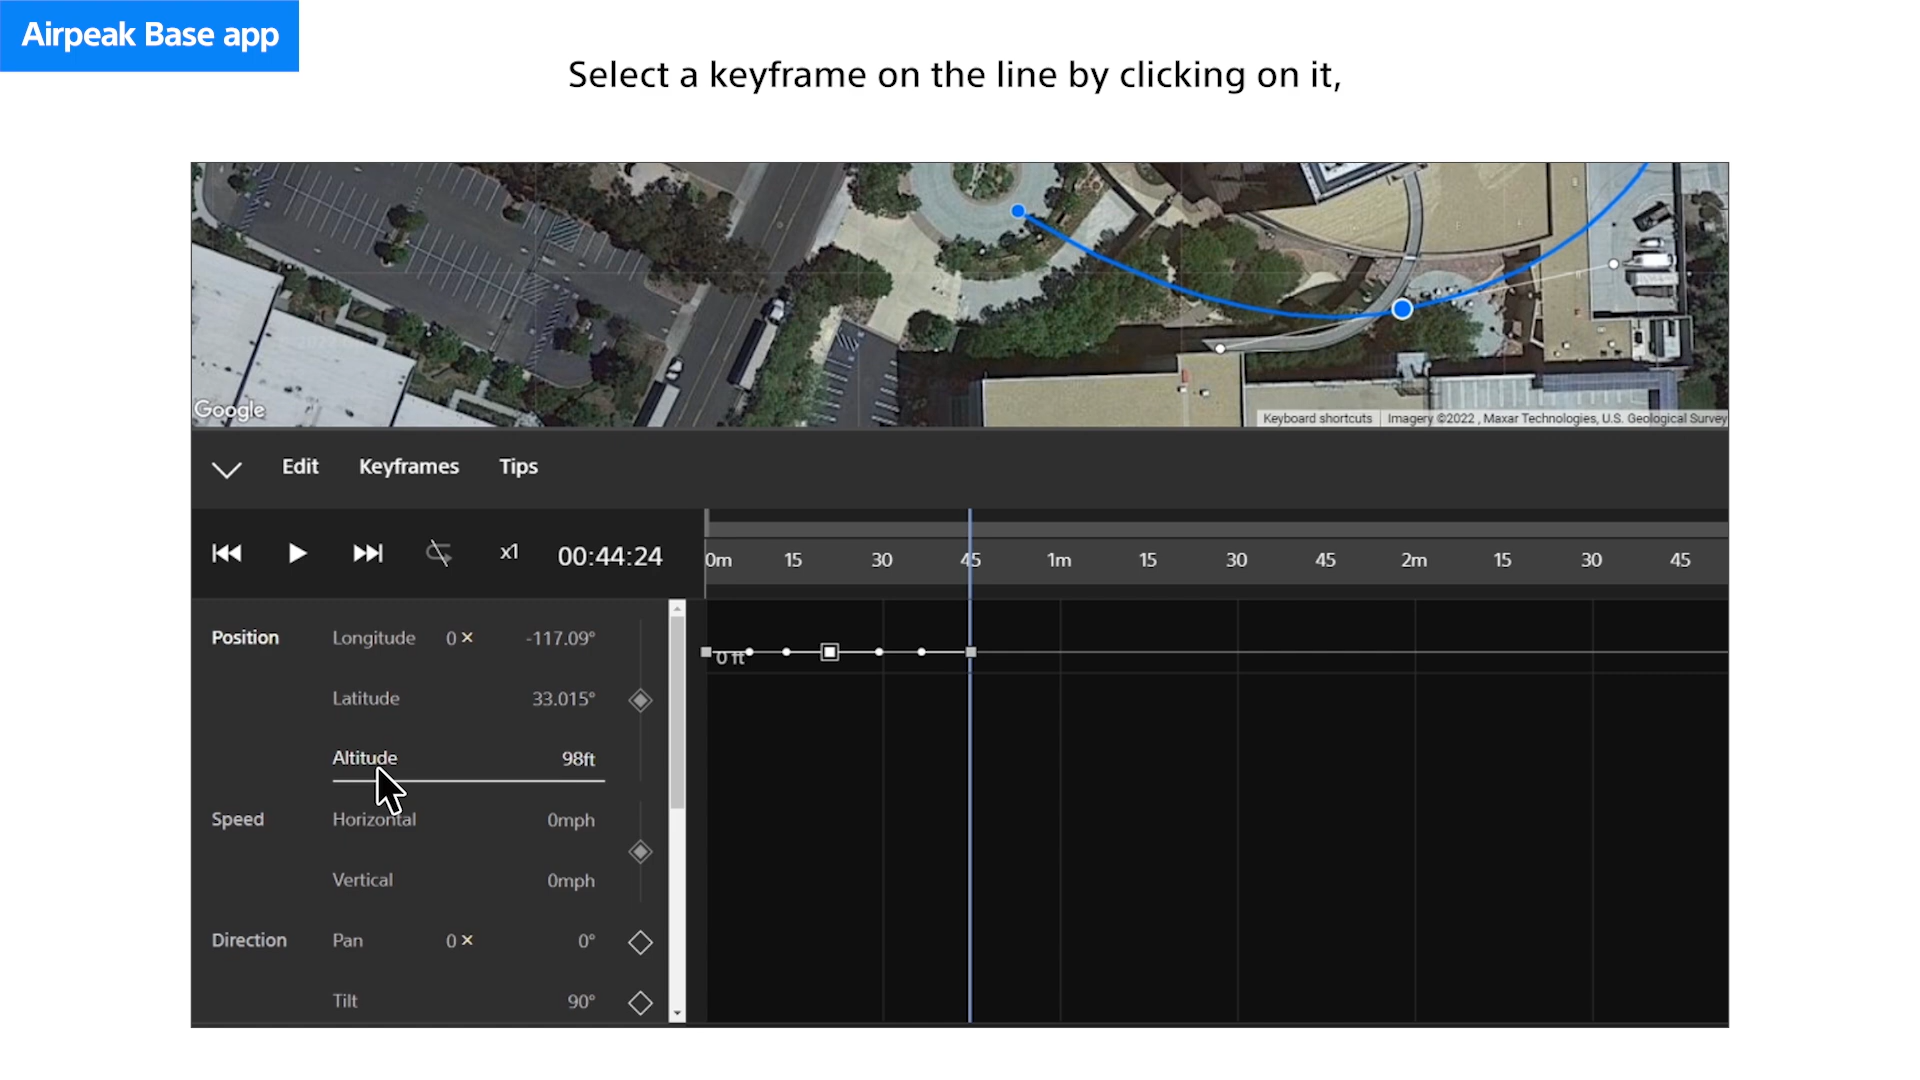 Airpeak Base app
Select a keyframe on the line by clicking on it,
Google
Keyboard shortcuts
Imagery ©2022 , Maxar Technologies, U.S. Geological Survey
Edit Keyframes Tips
x1 00:44:24
0m 15 30 45 1m 15 30 45 2m 15 30 45
Position Longitude 0 × -117.09°
0 ft
Latitude 33.015°
Altitude 98ft
Speed Horizontal 0mph
Vertical 0mph
Direction Pan 0 × 0°
Tilt 90°